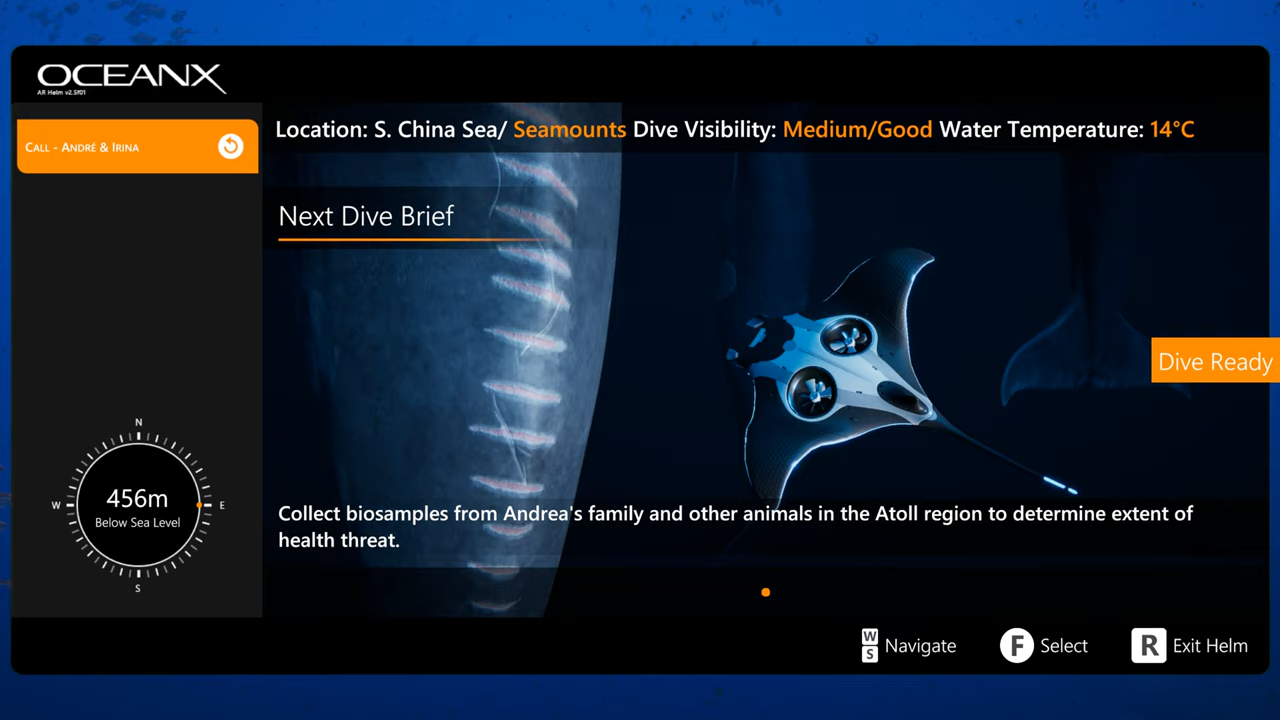 OCEANX
AR Helm v2.5f01
Call - André & Irina
Location: S. China Sea/ Seamounts Dive Visibility: Medium/Good Water Temperature: 14°C
Next Dive Brief
Dive Ready
N
W
E
S
456m
Below Sea Level
Collect biosamples from Andrea's family and other animals in the Atoll region to determine extent of
health threat.
W
S
Navigate
F Select
R Exit Helm